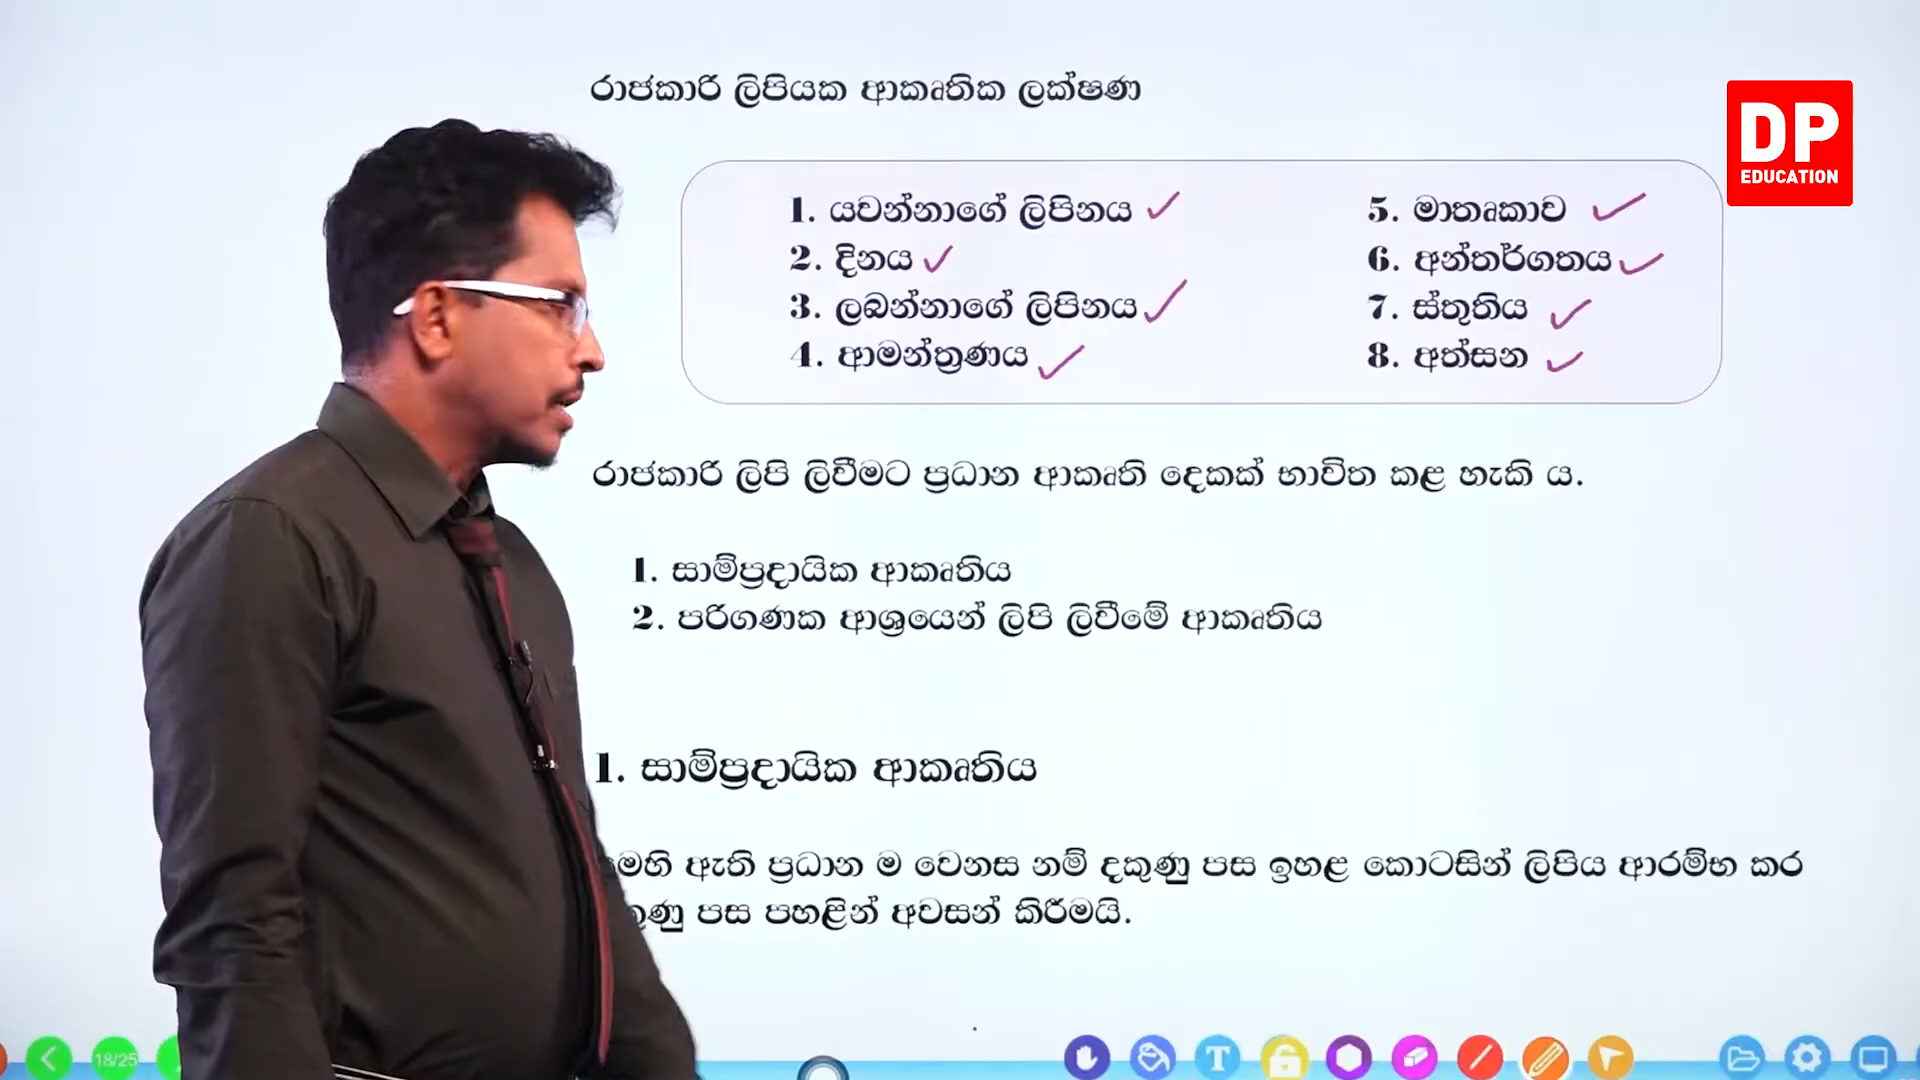 රාජකාරි ලිපියක ආකෘතික ලක්ෂණ
DP
EDUCATION
1. යවන්නාගේ ලිපිනය
2. දිනය
3. ලබන්නාගේ ලිපිනය
4. ආමන්ත්‍රණය
5. මාතෘකාව
6. අන්තර්ගතය
7. ස්තුතිය
8. අත්සන
රාජකාරි ලිපි ලිවීමට ප්‍රධාන ආකෘති දෙකක් භාවිත කළ හැකි ය.
1. සාම්ප්‍රදායික ආකෘතිය
2. පරිගණක ආශ්‍රයෙන් ලිපි ලිවීමේ ආකෘතිය
1. සාම්ප්‍රදායික ආකෘතිය
මෙහි ඇති ප්‍රධාන ම වෙනස නම් දකුණු පස ඉහළ කොටසින් ලිපිය ආරම්භ කර
පස පහළින් අවසන් කිරීමයි.
18/25
T